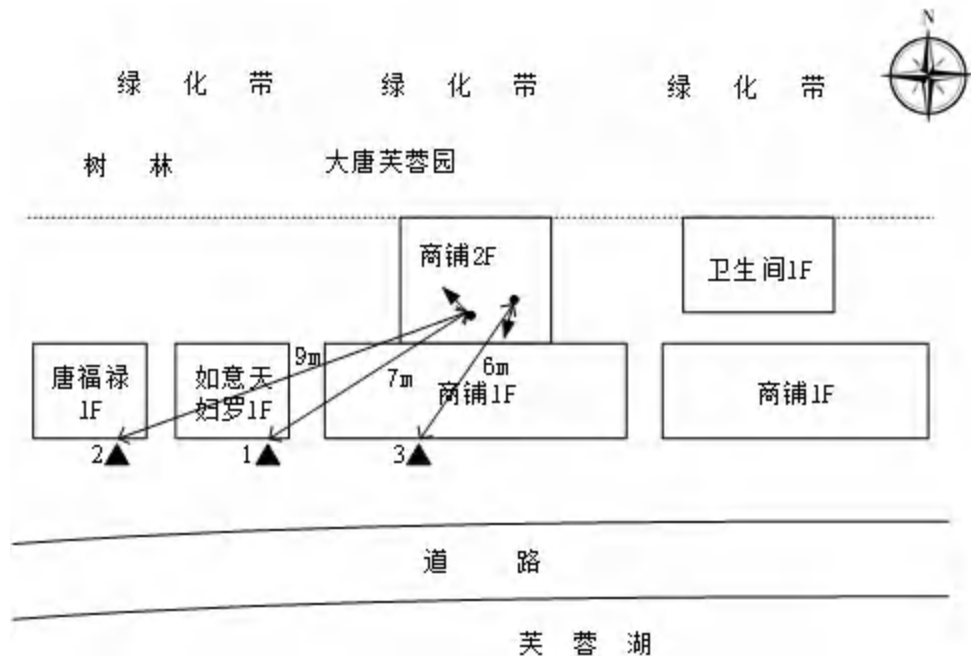 N
绿 化 带
绿 化 带
绿 化 带
树 林
大唐芙蓉园
商铺2F
卫生间1F
唐福禄
1F
如意天
妇罗1F
9m
7m
6m
商铺1F
商铺1F
2
1
3
道 路
芙 蓉 湖